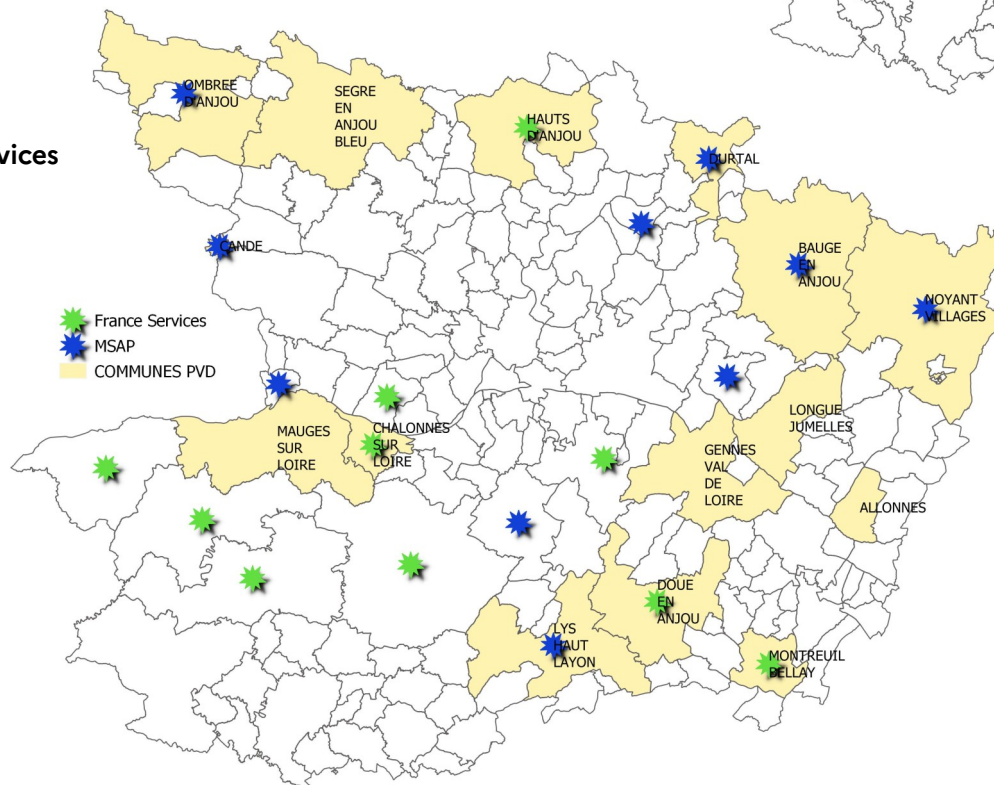 OMBREE
D'ANJOU
SEGRE
EN
ANJOU
BLEU
HAUTS
D'ANJOU
vices
DURTAL
CANDE
BAUGE
EN
ANJOU
NOYANT
VILLAGES
France Services
MSAP
COMMUNES PVD
MAUGES
SUR
LOIRE
CHALONNES
SUR
LOIRE
LONGUE
JUMELLES
GENNES
VAL
DE
LOIRE
ALLONNES
DOUE
EN
ANJOU
LYS
HAUT
LAYON
MONTREUIL
BELLAY